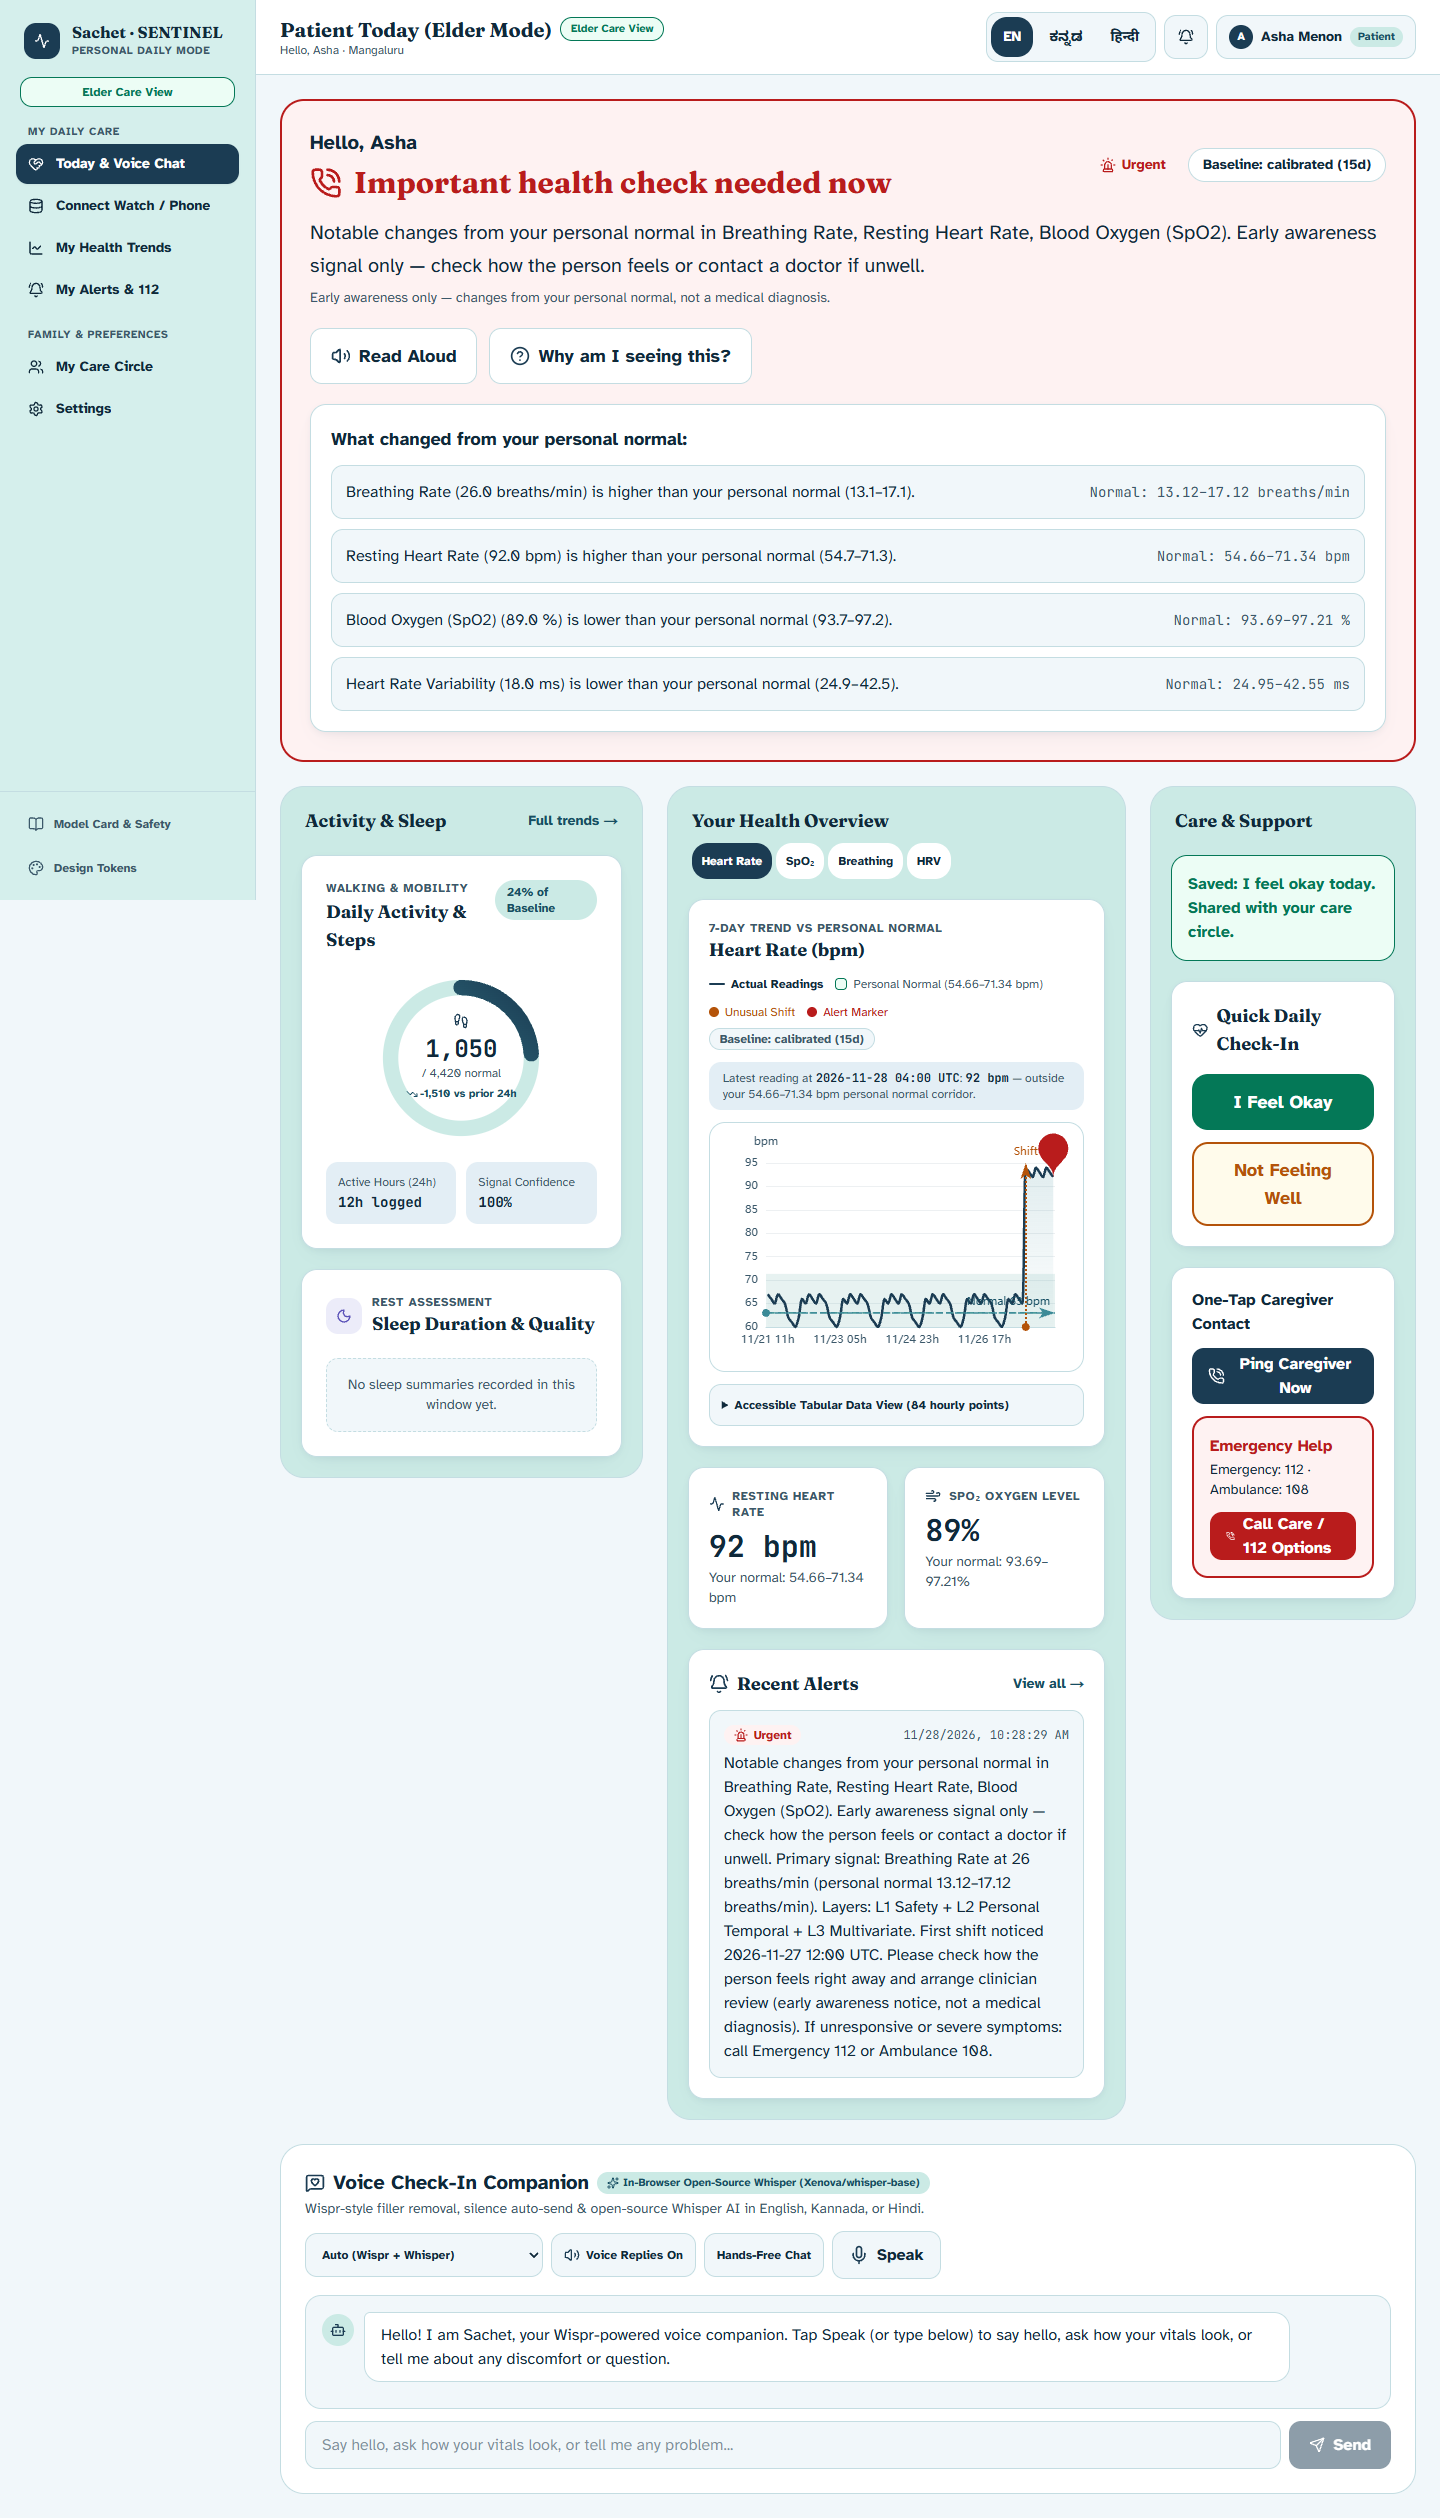 Sachet · SENTINEL
PERSONAL DAILY MODE
Elder Care View
MY DAILY CARE
Today & Voice Chat
Connect Watch / Phone
My Health Trends
My Alerts & 112
FAMILY & PREFERENCES
My Care Circle
Settings
Model Card & Safety
Design Tokens
Patient Today (Elder Mode) Elder Care View
Hello, Asha · Mangaluru
EN ಕನ್ನಡ हिन्दी
A Asha Menon Patient
Hello, Asha
Important health check needed now
Urgent Baseline: calibrated (15d)
Notable changes from your personal normal in Breathing Rate, Resting Heart Rate, Blood Oxygen (SpO2). Early awareness
signal only — check how the person feels or contact a doctor if unwell.
Early awareness only — changes from your personal normal, not a medical diagnosis.
Read Aloud Why am I seeing this?
What changed from your personal normal:
Breathing Rate (26.0 breaths/min) is higher than your personal normal (13.1–17.1). Normal: 13.12–17.12 breaths/min
Resting Heart Rate (92.0 bpm) is higher than your personal normal (54.7–71.3). Normal: 54.66–71.34 bpm
Blood Oxygen (SpO2) (89.0 %) is lower than your personal normal (93.7–97.2). Normal: 93.69–97.21 %
Heart Rate Variability (18.0 ms) is lower than your personal normal (24.9–42.5). Normal: 24.95–42.55 ms
Activity & Sleep Full trends →
WALKING & MOBILITY
Daily Activity &
Steps
24% of
Baseline
1,050
/ 4,420 normal
-1,510 vs prior 24h
Active Hours (24h)
12h logged
Signal Confidence
100%
REST ASSESSMENT
Sleep Duration & Quality
No sleep summaries recorded in this
window yet.
Your Health Overview
Heart Rate SpO₂ Breathing HRV
7-DAY TREND VS PERSONAL NORMAL
Heart Rate (bpm)
Actual Readings Personal Normal (54.66–71.34 bpm)
Unusual Shift Alert Marker
Baseline: calibrated (15d)
Latest reading at 2026-11-28 04:00 UTC: 92 bpm — outside
your 54.66–71.34 bpm personal normal corridor.
bpm
Shift
95
90
85
80
75
70
65
60
Normal 63 bpm
11/21 11h 11/23 05h 11/24 23h 11/26 17h
Accessible Tabular Data View (84 hourly points)
RESTING HEART
RATE
92 bpm
Your normal: 54.66–71.34
bpm
SPO₂ OXYGEN LEVEL
89%
Your normal: 93.69–
97.21%
Recent Alerts View all →
Urgent 11/28/2026, 10:28:29 AM
Notable changes from your personal normal in
Breathing Rate, Resting Heart Rate, Blood
Oxygen (SpO2). Early awareness signal only —
check how the person feels or contact a doctor if
unwell. Primary signal: Breathing Rate at 26
breaths/min (personal normal 13.12–17.12
breaths/min). Layers: L1 Safety + L2 Personal
Temporal + L3 Multivariate. First shift noticed
2026-11-27 12:00 UTC. Please check how the
person feels right away and arrange clinician
review (early awareness notice, not a medical
diagnosis). If unresponsive or severe symptoms:
call Emergency 112 or Ambulance 108.
Care & Support
Saved: I feel okay today.
Shared with your care
circle.
Quick Daily
Check-In
I Feel Okay
Not Feeling
Well
One-Tap Caregiver
Contact
Ping Caregiver
Now
Emergency Help
Emergency: 112 ·
Ambulance: 108
Call Care /
112 Options
Voice Check-In Companion In-Browser Open-Source Whisper (Xenova/whisper-base)
Wispr-style filler removal, silence auto-send & open-source Whisper AI in English, Kannada, or Hindi.
Auto (Wispr + Whisper) Voice Replies On Hands-Free Chat Speak
Hello! I am Sachet, your Wispr-powered voice companion. Tap Speak (or type below) to say hello, ask how your vitals look, or
tell me about any discomfort or question.
Say hello, ask how your vitals look, or tell me any problem... Send